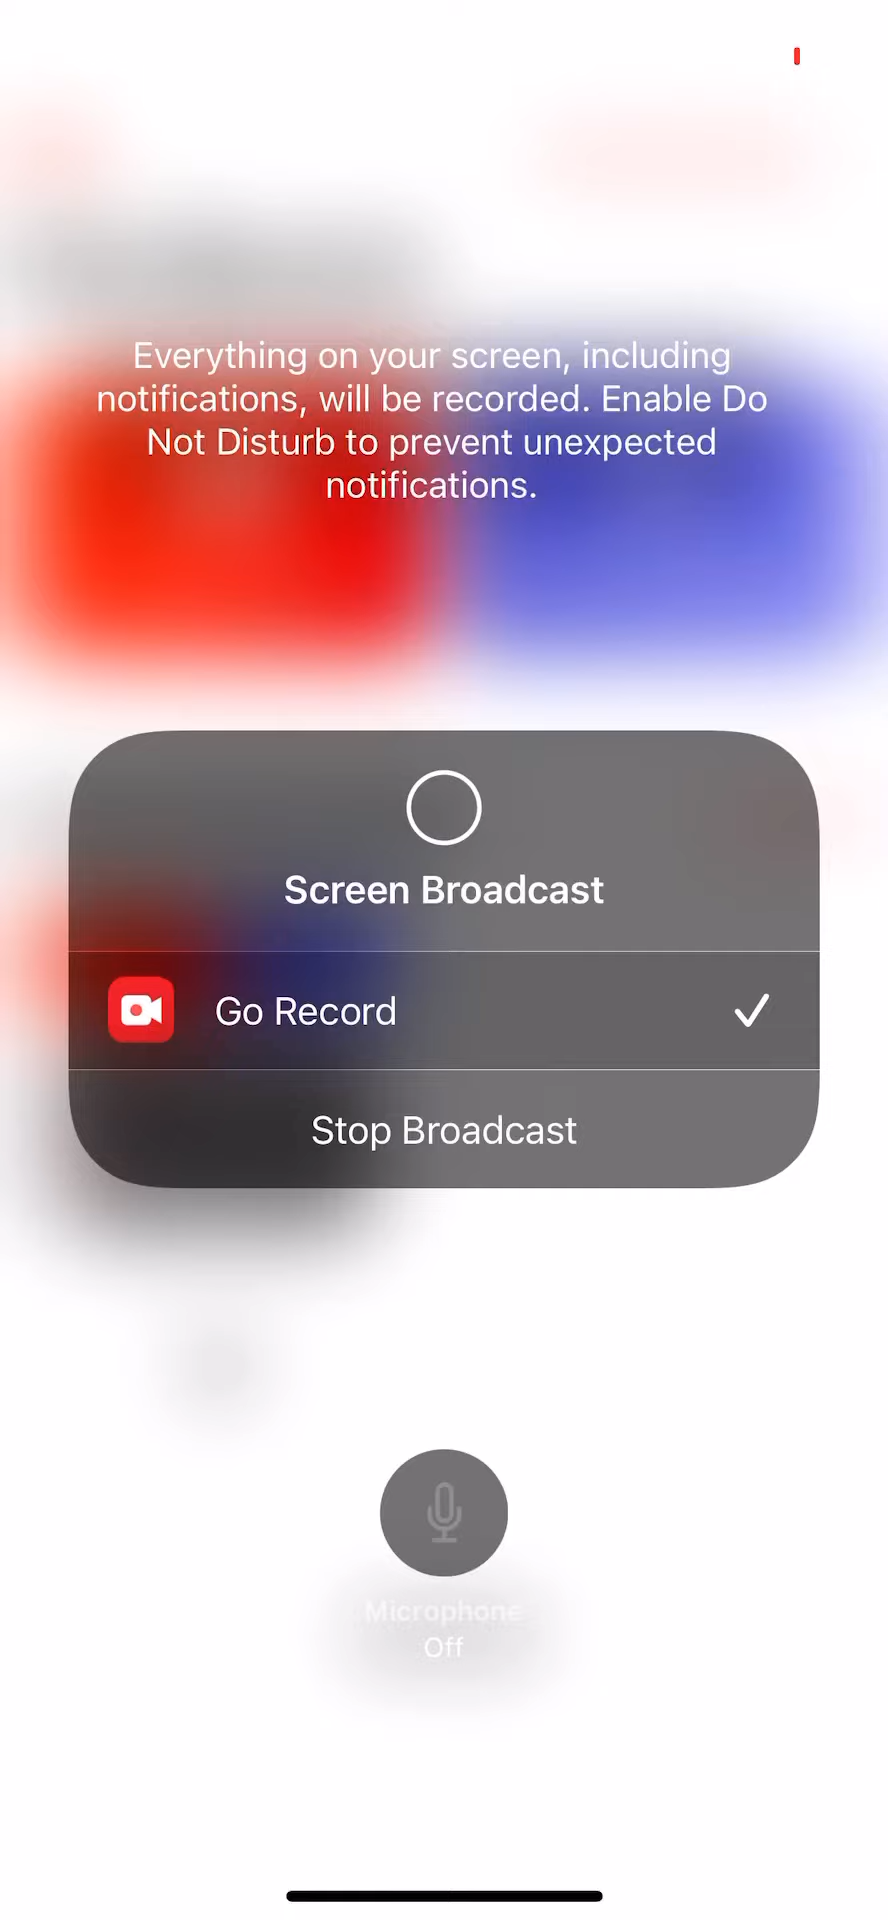 Everything on your screen, including
notifications, will be recorded. Enable Do
Not Disturb to prevent unexpected
notifications.
Screen Broadcast
Go Record
Stop Broadcast
Microphone
Off